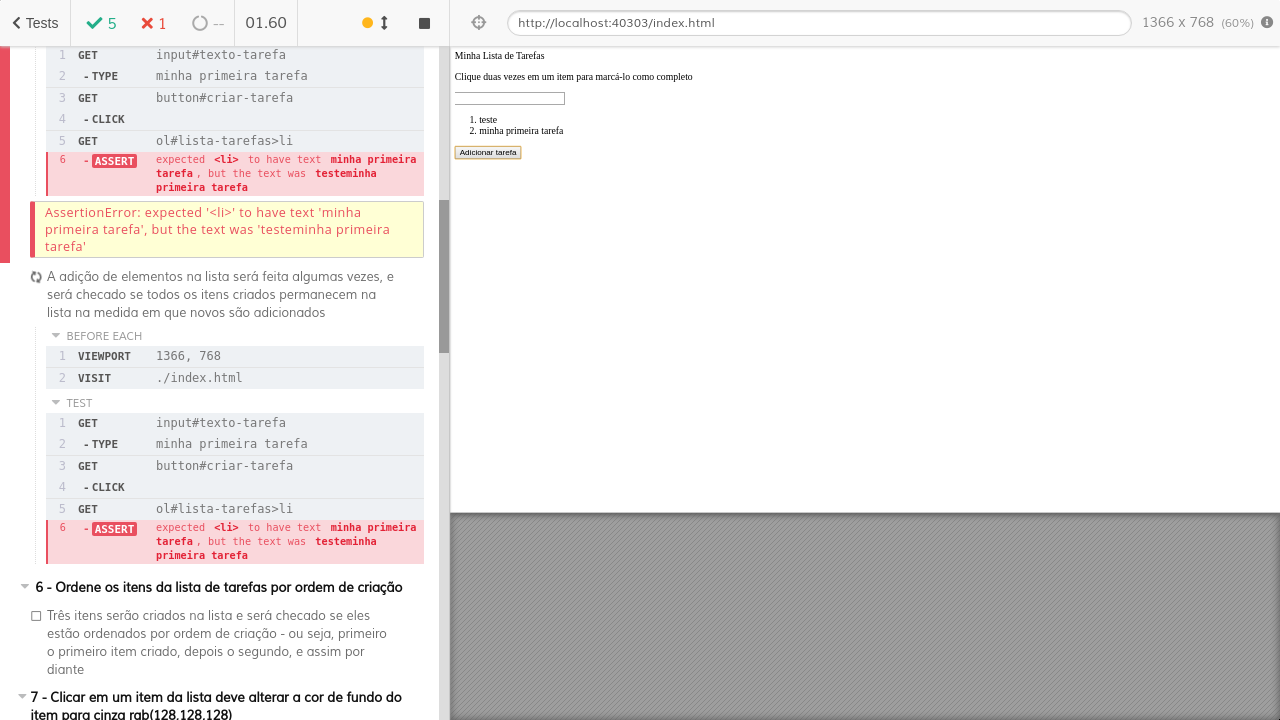 Tests 5 1 -- 01.60 http://localhost:40303/index.html 1366 x 768 (60%)
1 GET input#texto-tarefa
2 - TYPE minha primeira tarefa
3 GET button#criar-tarefa
4 - CLICK
5 GET ol#lista-tarefas>li
6 - ASSERT expected <li> to have text minha primeira
tarefa, but the text was testeminha
primeira tarefa
AssertionError: expected '<li>' to have text 'minha
primeira tarefa', but the text was 'testeminha primeira
tarefa'
A adição de elementos na lista será feita algumas vezes, e
será checado se todos os itens criados permanecem na
lista na medida em que novos são adicionados
BEFORE EACH
1 VIEWPORT 1366, 768
2 VISIT ./index.html
TEST
1 GET input#texto-tarefa
2 - TYPE minha primeira tarefa
3 GET button#criar-tarefa
4 - CLICK
5 GET ol#lista-tarefas>li
6 - ASSERT expected <li> to have text minha primeira
tarefa, but the text was testeminha
primeira tarefa
6 - Ordene os itens da lista de tarefas por ordem de criação
Três itens serão criados na lista e será checado se eles
estão ordenados por ordem de criação - ou seja, primeiro
o primeiro item criado, depois o segundo, e assim por
diante
7 - Clicar em um item da lista deve alterar a cor de fundo do
item para cinza rgb(128,128,128)
Minha Lista de Tarefas
Clique duas vezes em um item para marcá-lo como completo
1. teste
2. minha primeira tarefa
Adicionar tarefa